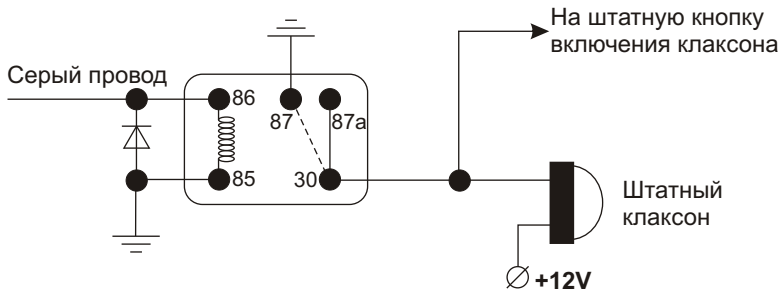 На штатную кнопку
включения клаксона
Серый провод
86
87
87a
85
30
Штатный
клаксон
+12V